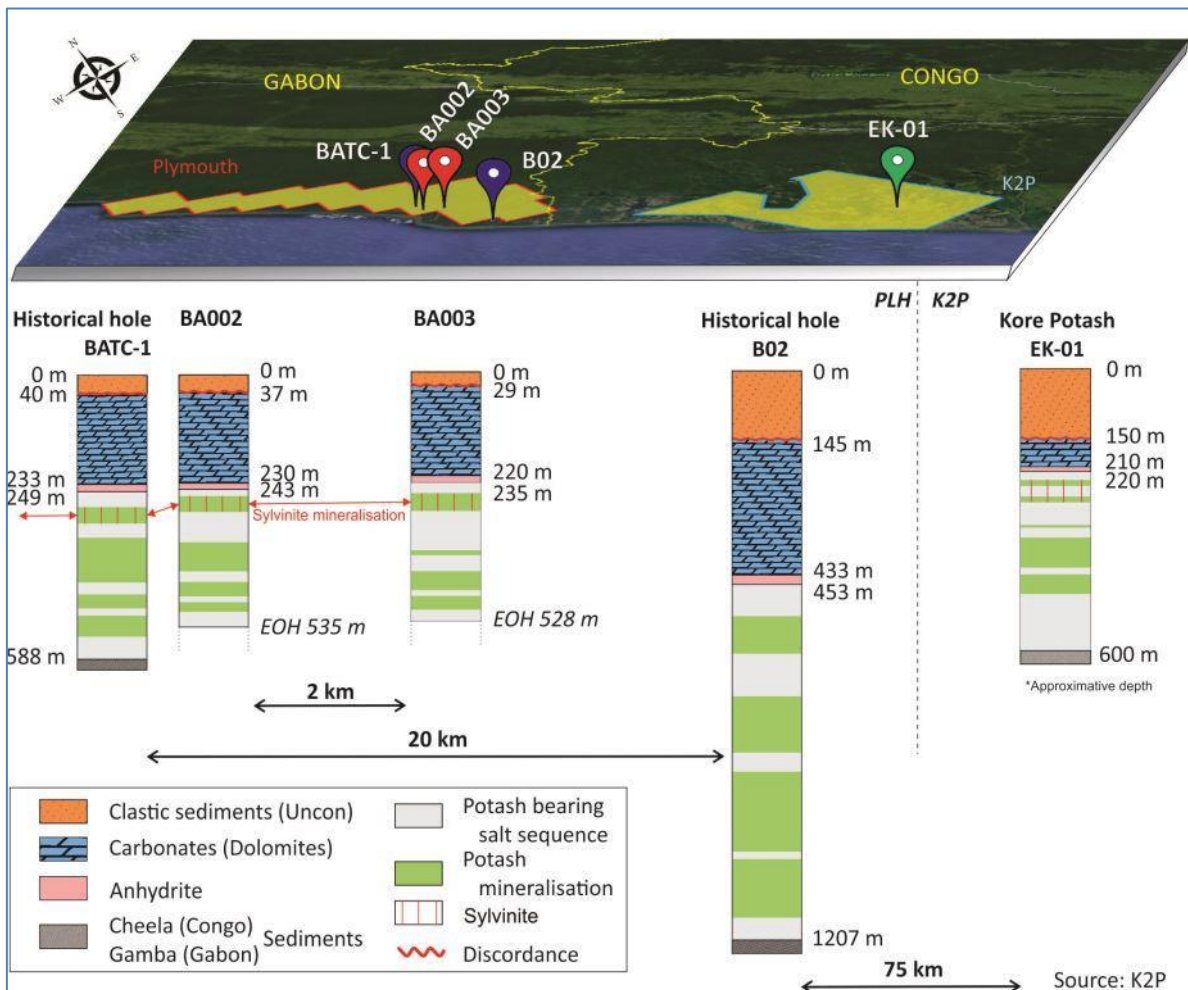 N
E
W
S
GABON
CONGO
BA002
BA003
BATC-1
B02
EK-01
Plymouth
K2P
PLH
K2P
Historical hole
BATC-1
BA002
BA003
Historical hole
B02
Kore Potash
EK-01
0 m
40 m
233 m
249 m
588 m
0 m
37 m
230 m
243 m
EOH 535 m
Sylvinite mineralisation
0 m
29 m
220 m
235 m
EOH 528 m
0 m
145 m
433 m
453 m
1207 m
0 m
150 m
210 m
220 m
600 m
*Approximative depth
2 km
20 km
75 km
Clastic sediments (Uncon)
Carbonates (Dolomites)
Anhydrite
Cheela (Congo)
Gamba (Gabon)
Sediments
Potash bearing
salt sequence
Potash
mineralisation
Sylvinite
Discordance
Source: K2P